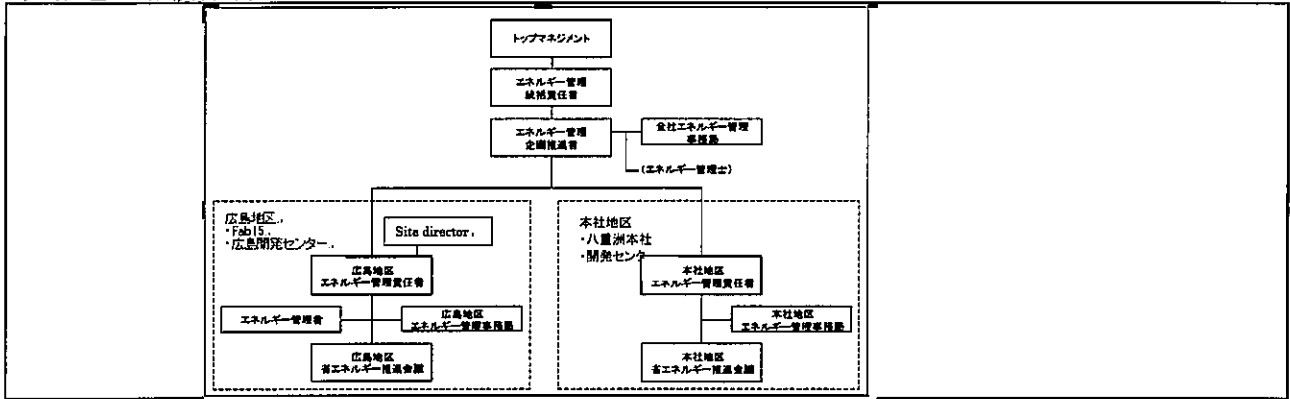 トップマネジメント
エネルギー管理
統括責任者
エネルギー管理
企画推進者
全社エネルギー管理
事務局
(エネルギー管理士)
広島地区
・Fab15
・広島開発センター
Site director
広島地区
エネルギー管理責任者
エネルギー管理者
広島地区
エネルギー管理事務局
広島地区
省エネルギー推進会議
本社地区
・八重洲本社
・開発センタ
本社地区
エネルギー管理責任者
本社地区
エネルギー管理事務局
本社地区
省エネルギー推進会議